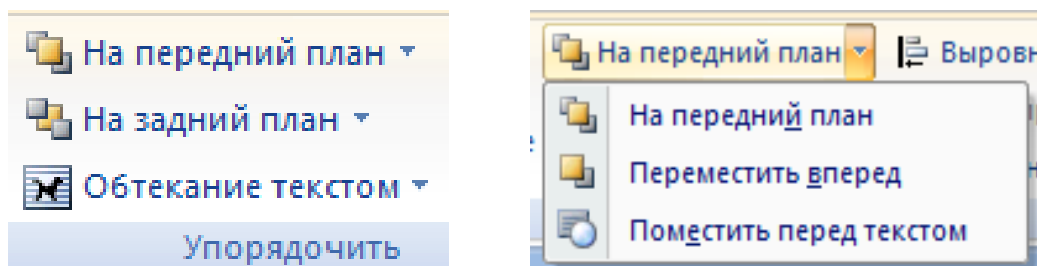 На передний план
На задний план
Обтекание текстом
Упорядочить
На передний план
На передний план
Переместить вперед
Поместить перед текстом